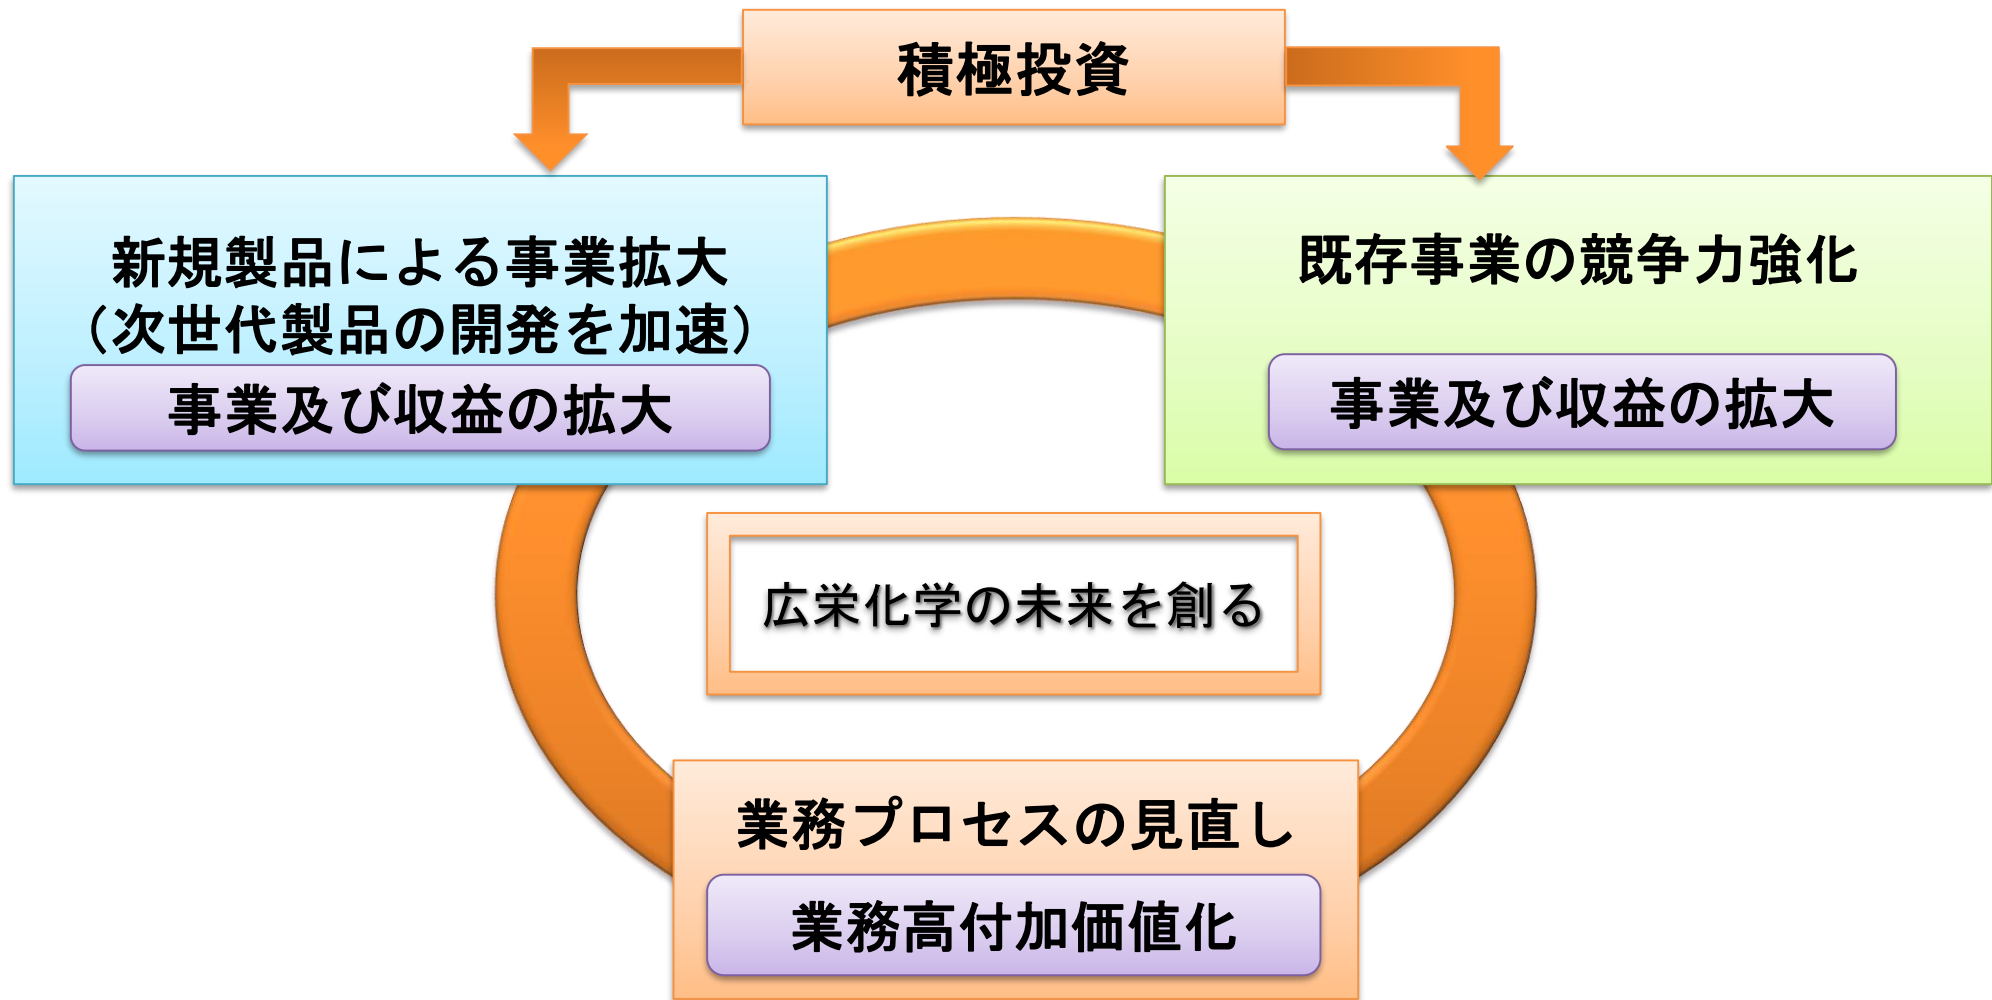 積極投資
新規製品による事業拡大
（次世代製品の開発を加速）
事業及び収益の拡大
既存事業の競争力強化
事業及び収益の拡大
広栄化学の未来を創る
業務プロセスの見直し
業務高付加価値化